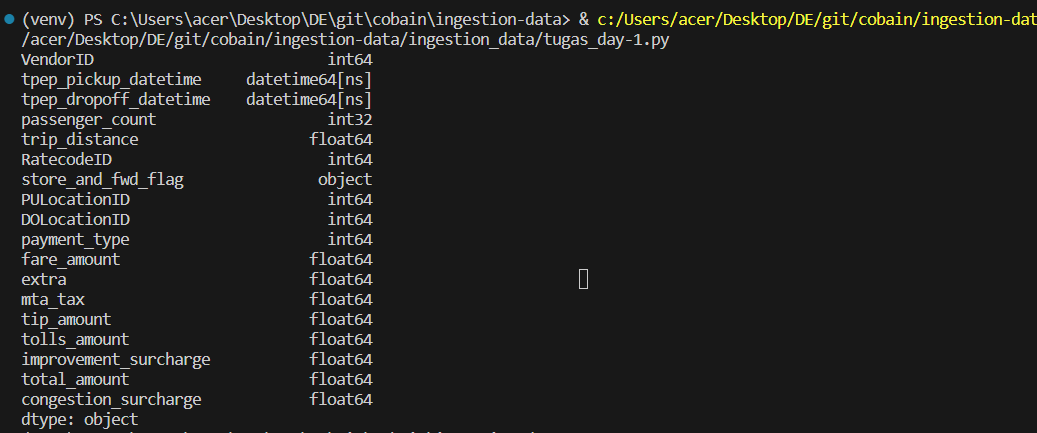 (venv) PS C:\Users\acer\Desktop\DE\git\cobain\ingestion-data> & c:/Users/acer/Desktop/DE/git/cobain/ingestion-dat
/acer/Desktop/DE/git/cobain/ingestion-data/ingestion_data/tugas_day-1.py
VendorID int64
tpep_pickup_datetime datetime64[ns]
tpep_dropoff_datetime datetime64[ns]
passenger_count int32
trip_distance float64
RatecodeID int64
store_and_fwd_flag object
PULocationID int64
DOLocationID int64
payment_type int64
fare_amount float64
extra float64
mta_tax float64
tip_amount float64
tolls_amount float64
improvement_surcharge float64
total_amount float64
congestion_surcharge float64
dtype: object